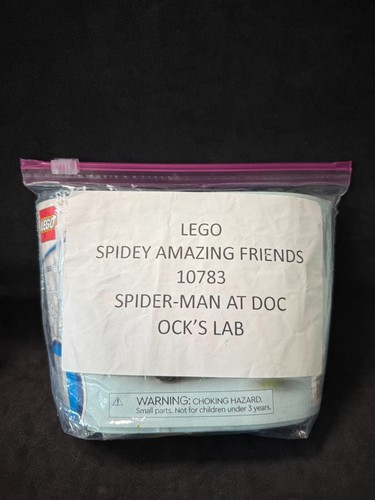 LEGO
LEGO
SPIDEY AMAZING FRIENDS
10783
SPIDER-MAN AT DOC
OCK'S LAB
WARNING: CHOKING HAZARD.
Small parts. Not for children under 3 years.